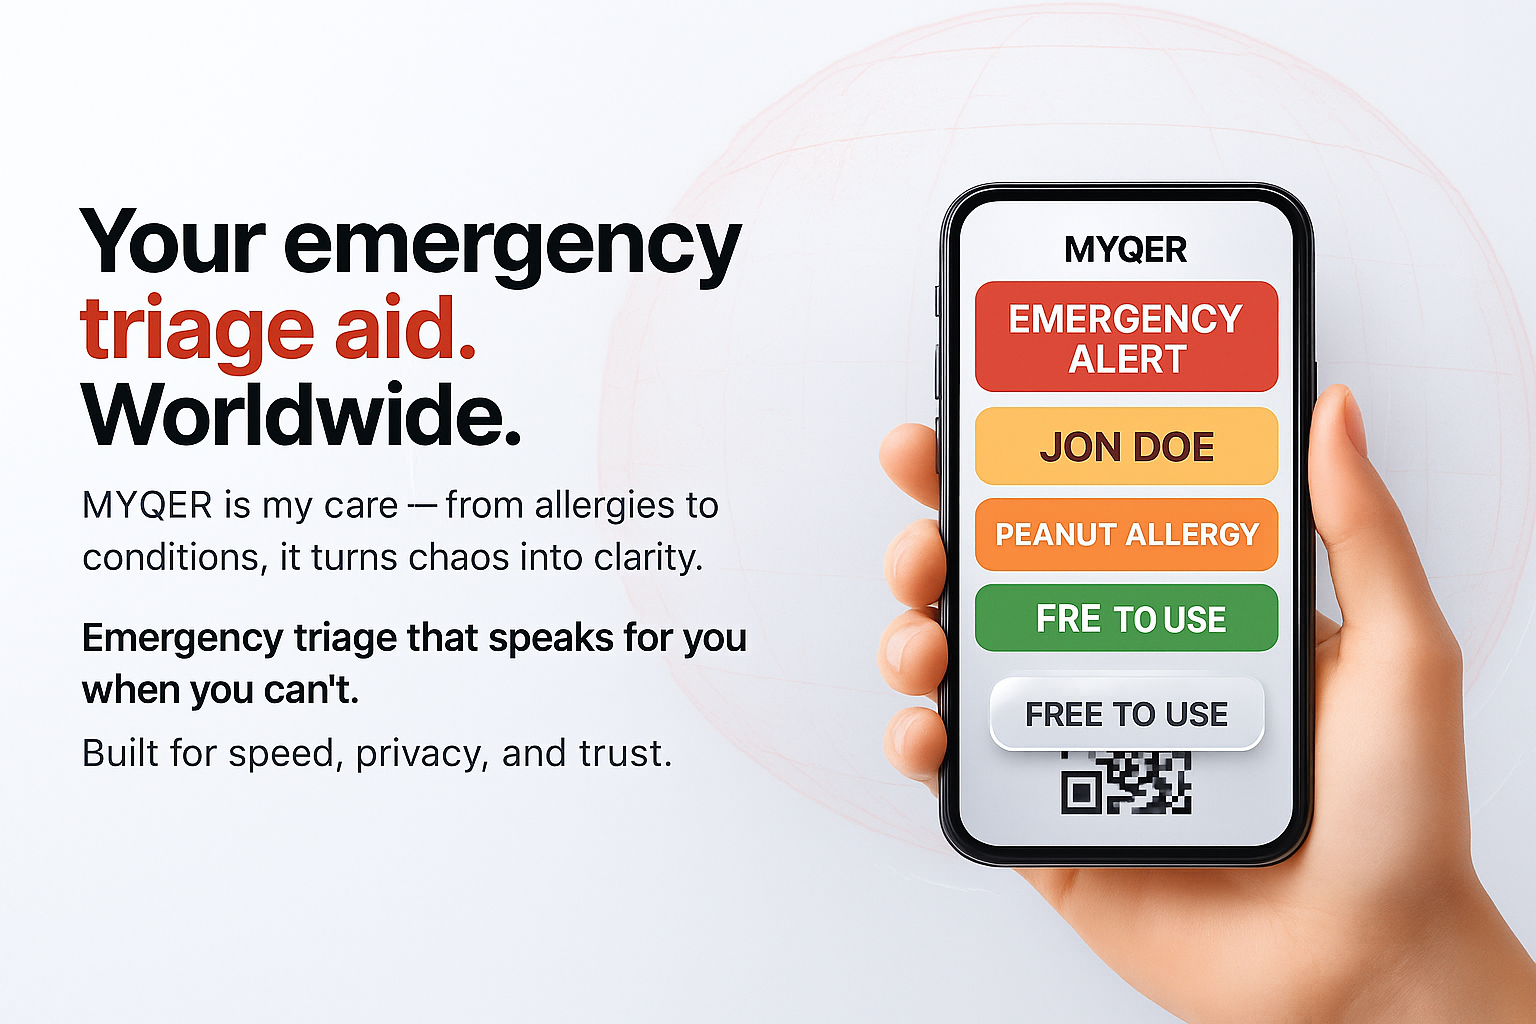 Your emergency
triage aid.
Worldwide.
MYQER is my care — from allergies to
conditions, it turns chaos into clarity.
Emergency triage that speaks for you
when you can't.
Built for speed, privacy, and trust.
MYQER
EMERGENCY
ALERT
JON DOE
PEANUT ALLERGY
FRE TO USE
FREE TO USE